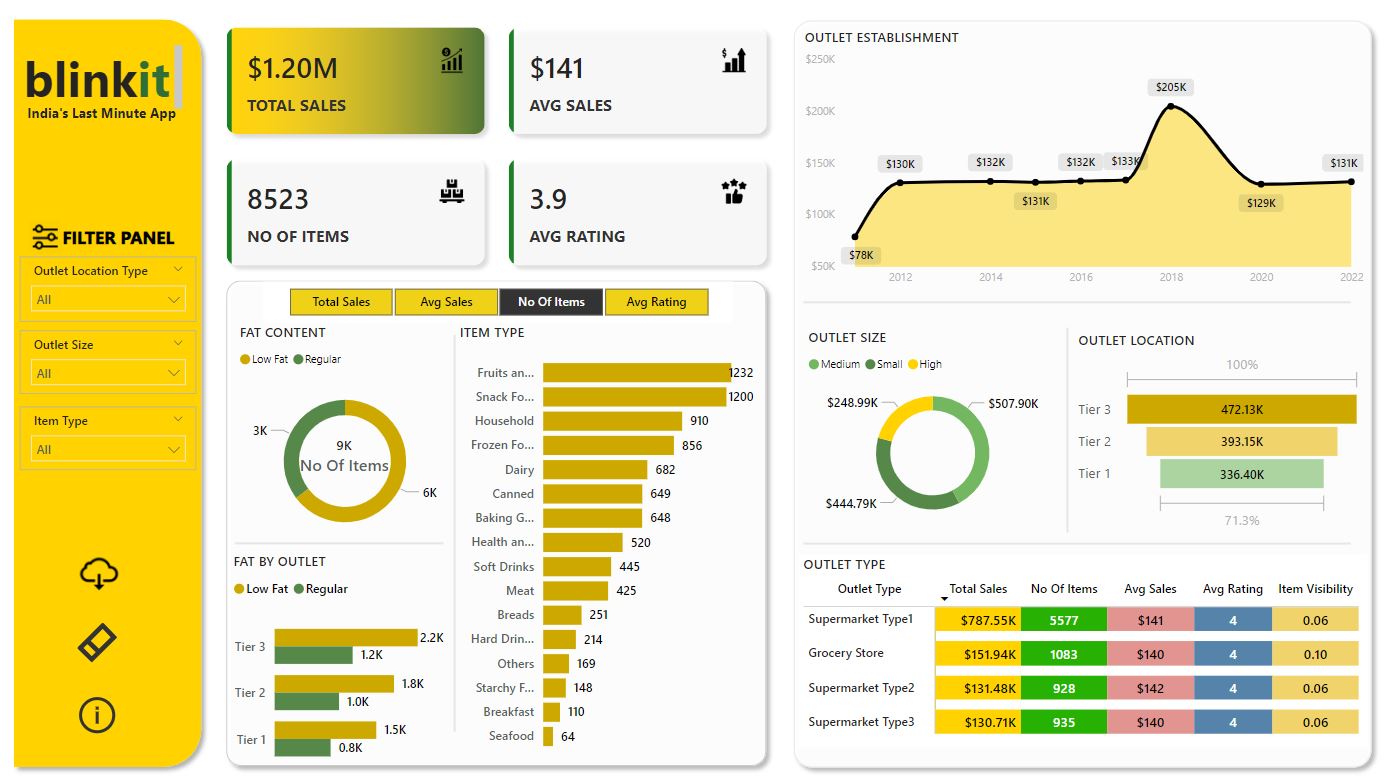 blinkit
India's Last Minute App
FILTER PANEL
Outlet Location Type
All
Outlet Size
All
Item Type
All
$1.20M
TOTAL SALES
$141
AVG SALES
8523
NO OF ITEMS
3.9
AVG RATING
Total Sales Avg Sales No Of Items Avg Rating
FAT CONTENT
Low Fat Regular
3K
9K
No Of Items
6K
FAT BY OUTLET
Low Fat Regular
Tier 3 2.2K
1.2K
Tier 2 1.8K
1.0K
Tier 1 1.5K
0.8K
ITEM TYPE
Fruits an... 1232
Snack Fo... 1200
Household 910
Frozen Fo... 856
Dairy 682
Canned 649
Baking G... 648
Health an... 520
Soft Drinks 445
Meat 425
Breads 251
Hard Drin... 214
Others 169
Starchy F... 148
Breakfast 110
Seafood 64
OUTLET ESTABLISHMENT
$250K
$200K
$150K
$100K
$50K
$78K
$130K
$132K
$131K
$132K
$133K
$205K
$129K
$131K
2012 2014 2016 2018 2020 2022
OUTLET SIZE
Medium Small High
$248.99K
$507.90K
$444.79K
OUTLET LOCATION
100%
Tier 3 472.13K
Tier 2 393.15K
Tier 1 336.40K
71.3%
OUTLET TYPE
Outlet Type Total Sales No Of Items Avg Sales Avg Rating Item Visibility
Supermarket Type1 $787.55K 5577 $141 4 0.06
Grocery Store $151.94K 1083 $140 4 0.10
Supermarket Type2 $131.48K 928 $142 4 0.06
Supermarket Type3 $130.71K 935 $140 4 0.06